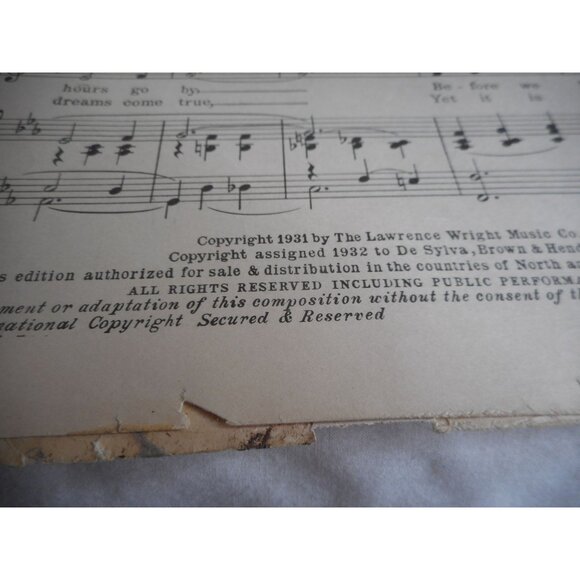 hours go by, Be - fore we
dreams come true, Yet it is
Copyright 1931 by The Lawrence Wright Music Co
Copyright assigned 1932 to De Sylva, Brown & Hend
s edition authorized for sale & distribution in the countries of North a
ALL RIGHTS RESERVED INCLUDING PUBLIC PERFORMA
ment or adaptation of this composition without the consent of t
national Copyright Secured & Reserved